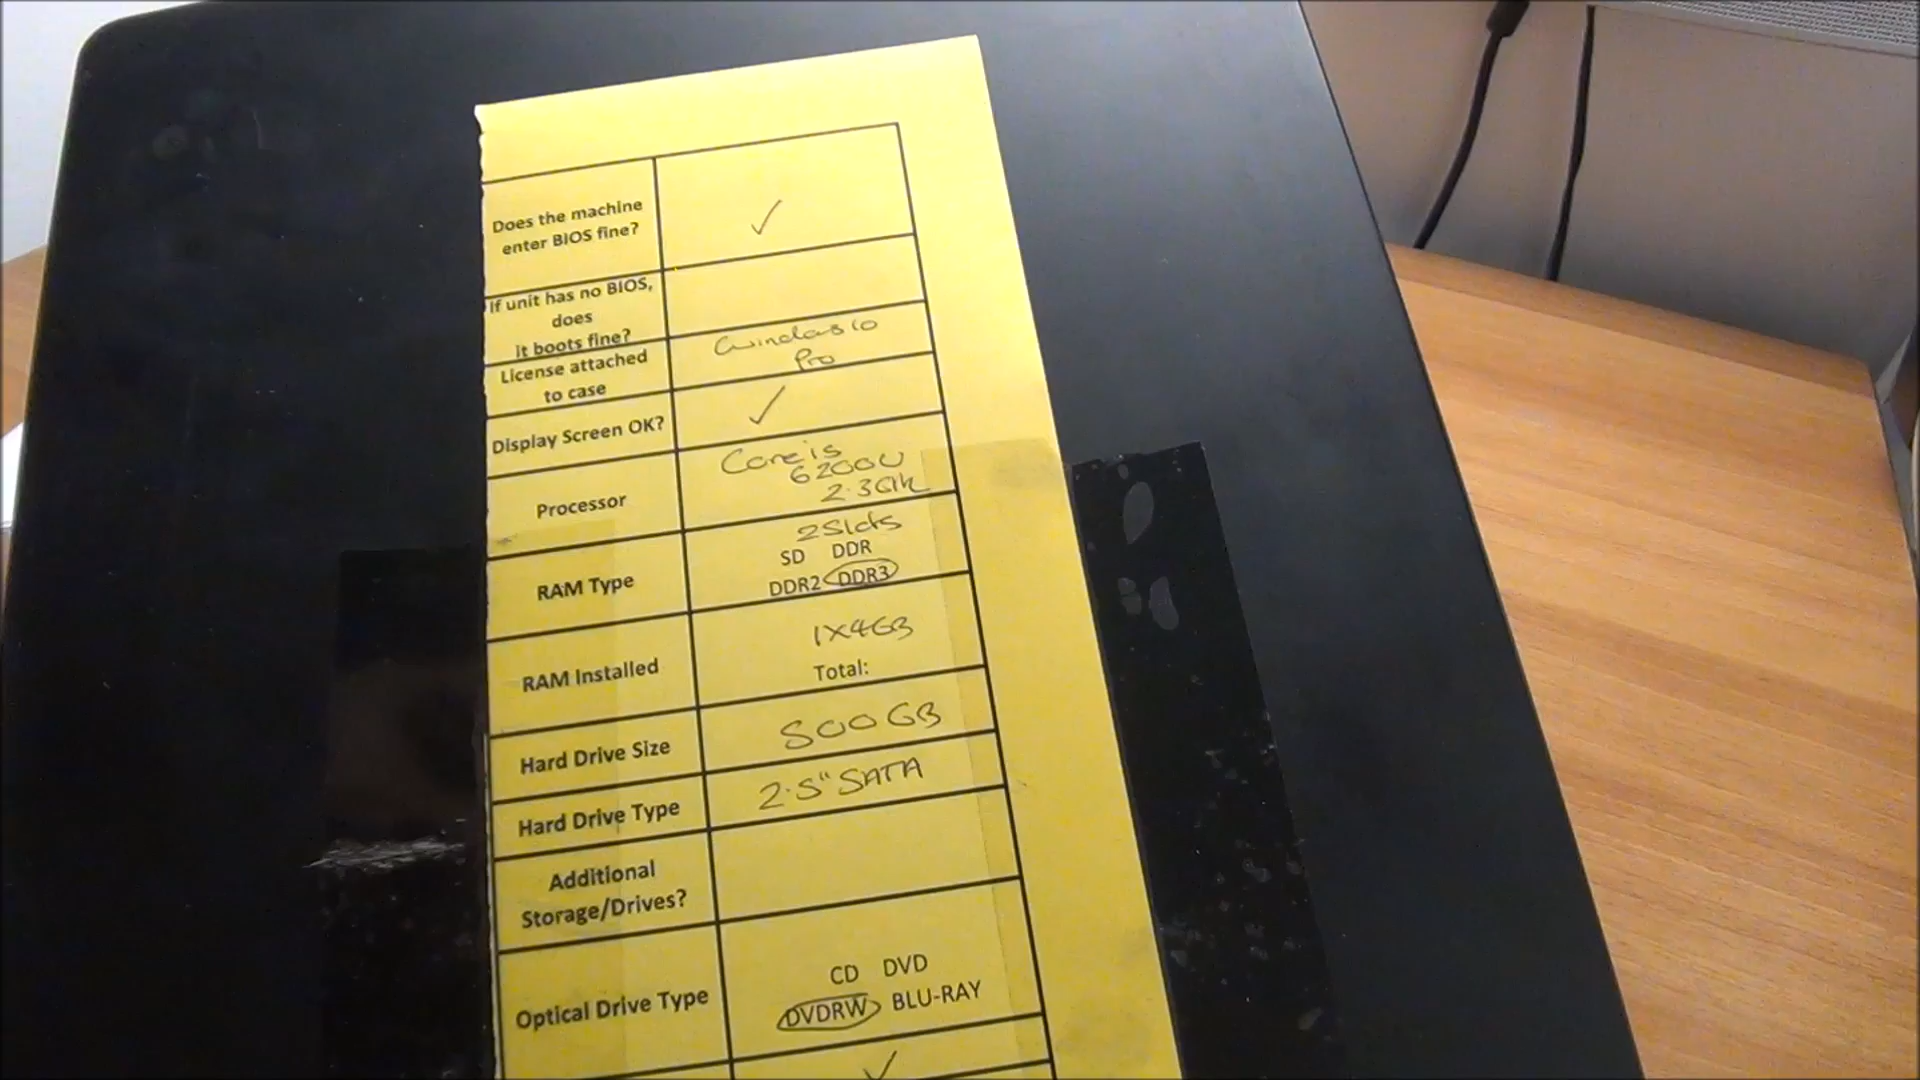 Does the machine
enter BIOS fine?
✓
If unit has no BIOS,
does
it boots fine?
License attached
to case
Windows 10
Pro
Display Screen OK?
✓
Processor
Core i5
6200U
2.3GHz
RAM Type
2 Slots
SD DDR
DDR2 DDR3
RAM Installed
1X4GB
Total:
Hard Drive Size
500GB
Hard Drive Type
2.5" SATA
Additional
Storage/Drives?
Optical Drive Type
CD DVD
DVDRW BLU-RAY
✓